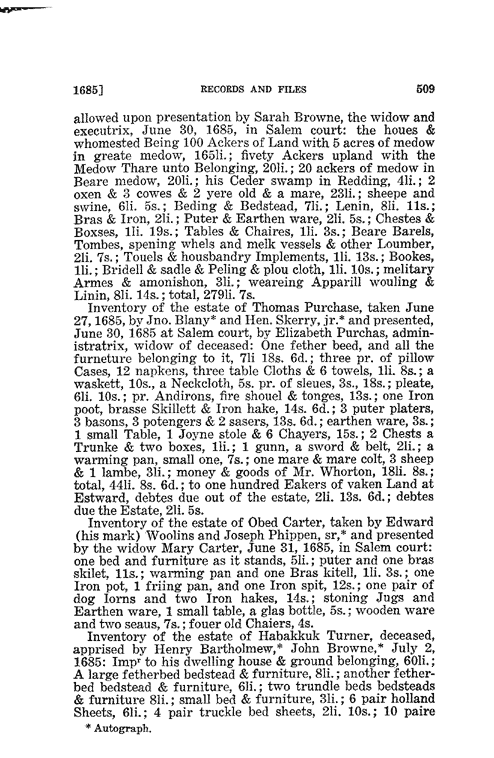 1685]    RECORDS AND FILES    509
allowed upon presentation by Sarah Browne, the widow and
executrix, June 30, 1685, in Salem court: the houes &
whomested Being 100 Ackers of Land with 5 acres of medow
in greate medow, 165li.; fivety Ackers upland with the
Medow Thare unto Belonging, 20li.; 20 ackers of medow in
Beare medow, 20li.; his Ceder swamp in Redding, 4li.; 2
oxen & 3 cowes & 2 yere old & a mare, 23li.; sheepe and
swine, 6li. 5s.; Beding & Bedstead, 7li.; Lenin, 8li. 11s.;
Bras & Iron, 2li.; Puter & Earthen ware, 2li. 5s.; Chestes &
Boxses, 1li. 19s.; Tables & Chaires, 1li. 3s.; Beare Barels,
Tombes, spening whels and melk vessels & other Loumber,
2li. 7s.; Touels & housbandry Implements, 1li. 13s.; Bookes,
1li.; Bridell & sadle & Peling & plou cloth, 1li. 10s.; melitary
Armes & amonishon, 3li.; weareing Apparill wouling &
Linin, 8li. 14s.; total, 279li. 7s.
Inventory of the estate of Thomas Purchase, taken June
27, 1685, by Jno. Blany* and Hen. Skerry, jr.* and presented,
June 30, 1685 at Salem court, by Elizabeth Purchas, admin-
istratrix, widow of deceased: One fether beed, and all the
furneture belonging to it, 7li 18s. 6d.; three pr. of pillow
Cases, 12 napkens, three table Cloths & 6 towels, 1li. 8s.; a
waskett, 10s., a Neckcloth, 5s. pr. of sleues, 3s., 18s.; pleate,
6li. 10s.; pr. Andirons, fire shouel & tonges, 13s.; one Iron
poot, brasse Skillett & Iron hake, 14s. 6d.; 3 puter platers,
3 basons, 3 potengers & 2 sasers, 13s. 6d.; earthen ware, 3s.;
1 small Table, 1 Joyne stole & 6 Chayers, 15s.; 2 Chests a
Trunke & two boxes, 1li.; 1 gunn, a sword & belt, 2li.; a
warming pan, small one, 7s.; one mare & mare colt, 3 sheep
& 1 lambe, 3li.; money & goods of Mr. Whorton, 18li. 8s.;
total, 44li. 8s. 6d.; to one hundred Eakers of vaken Land at
Estward, debtes due out of the estate, 2li. 13s. 6d.; debtes
due the Estate, 2li. 5s.
Inventory of the estate of Obed Carter, taken by Edward
(his mark) Woolins and Joseph Phippen, sr,* and presented
by the widow Mary Carter, June 31, 1685, in Salem court:
one bed and furniture as it stands, 5li.; puter and one bras
skilet, 11s.; warming pan and one Bras kitell, 1li. 3s.; one
Iron pot, 1 friing pan, and one Iron spit, 12s.; one pair of
dog Iorns and two Iron hakes, 14s.; stoning Jugs and
Earthen ware, 1 small table, a glas bottle, 5s.; wooden ware
and two seaus, 7s.; fouer old Chaiers, 4s.
Inventory of the estate of Habakkuk Turner, deceased,
apprised by Henry Bartholmew,* John Browne,* July 2,
1685: Impʳ to his dwelling house & ground belonging, 60li.;
A large fetherbed bedstead & furniture, 8li.; another fether-
bed bedstead & furniture, 6li.; two trundle beds bedsteads
& furniture 8li.; small bed & furniture, 3li.; 6 pair holland
Sheets, 6li.; 4 pair truckle bed sheets, 2li. 10s.; 10 paire
* Autograph.